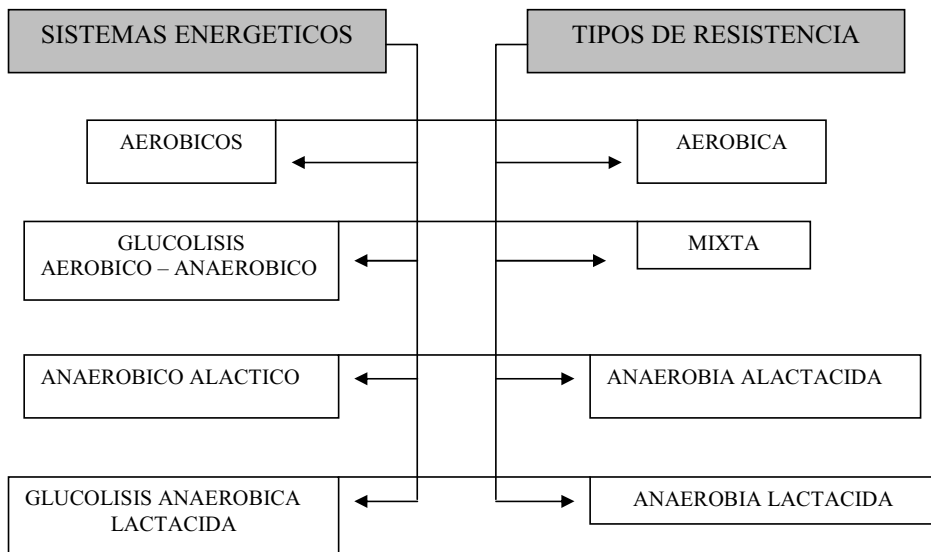 SISTEMAS ENERGETICOS
TIPOS DE RESISTENCIA
AEROBICOS
AEROBICA
GLUCOLISIS
AEROBICO – ANAEROBICO
MIXTA
ANAEROBICO ALACTICO
ANAEROBIA ALACTACIDA
GLUCOLISIS ANAEROBICA
LACTACIDA
ANAEROBIA LACTACIDA